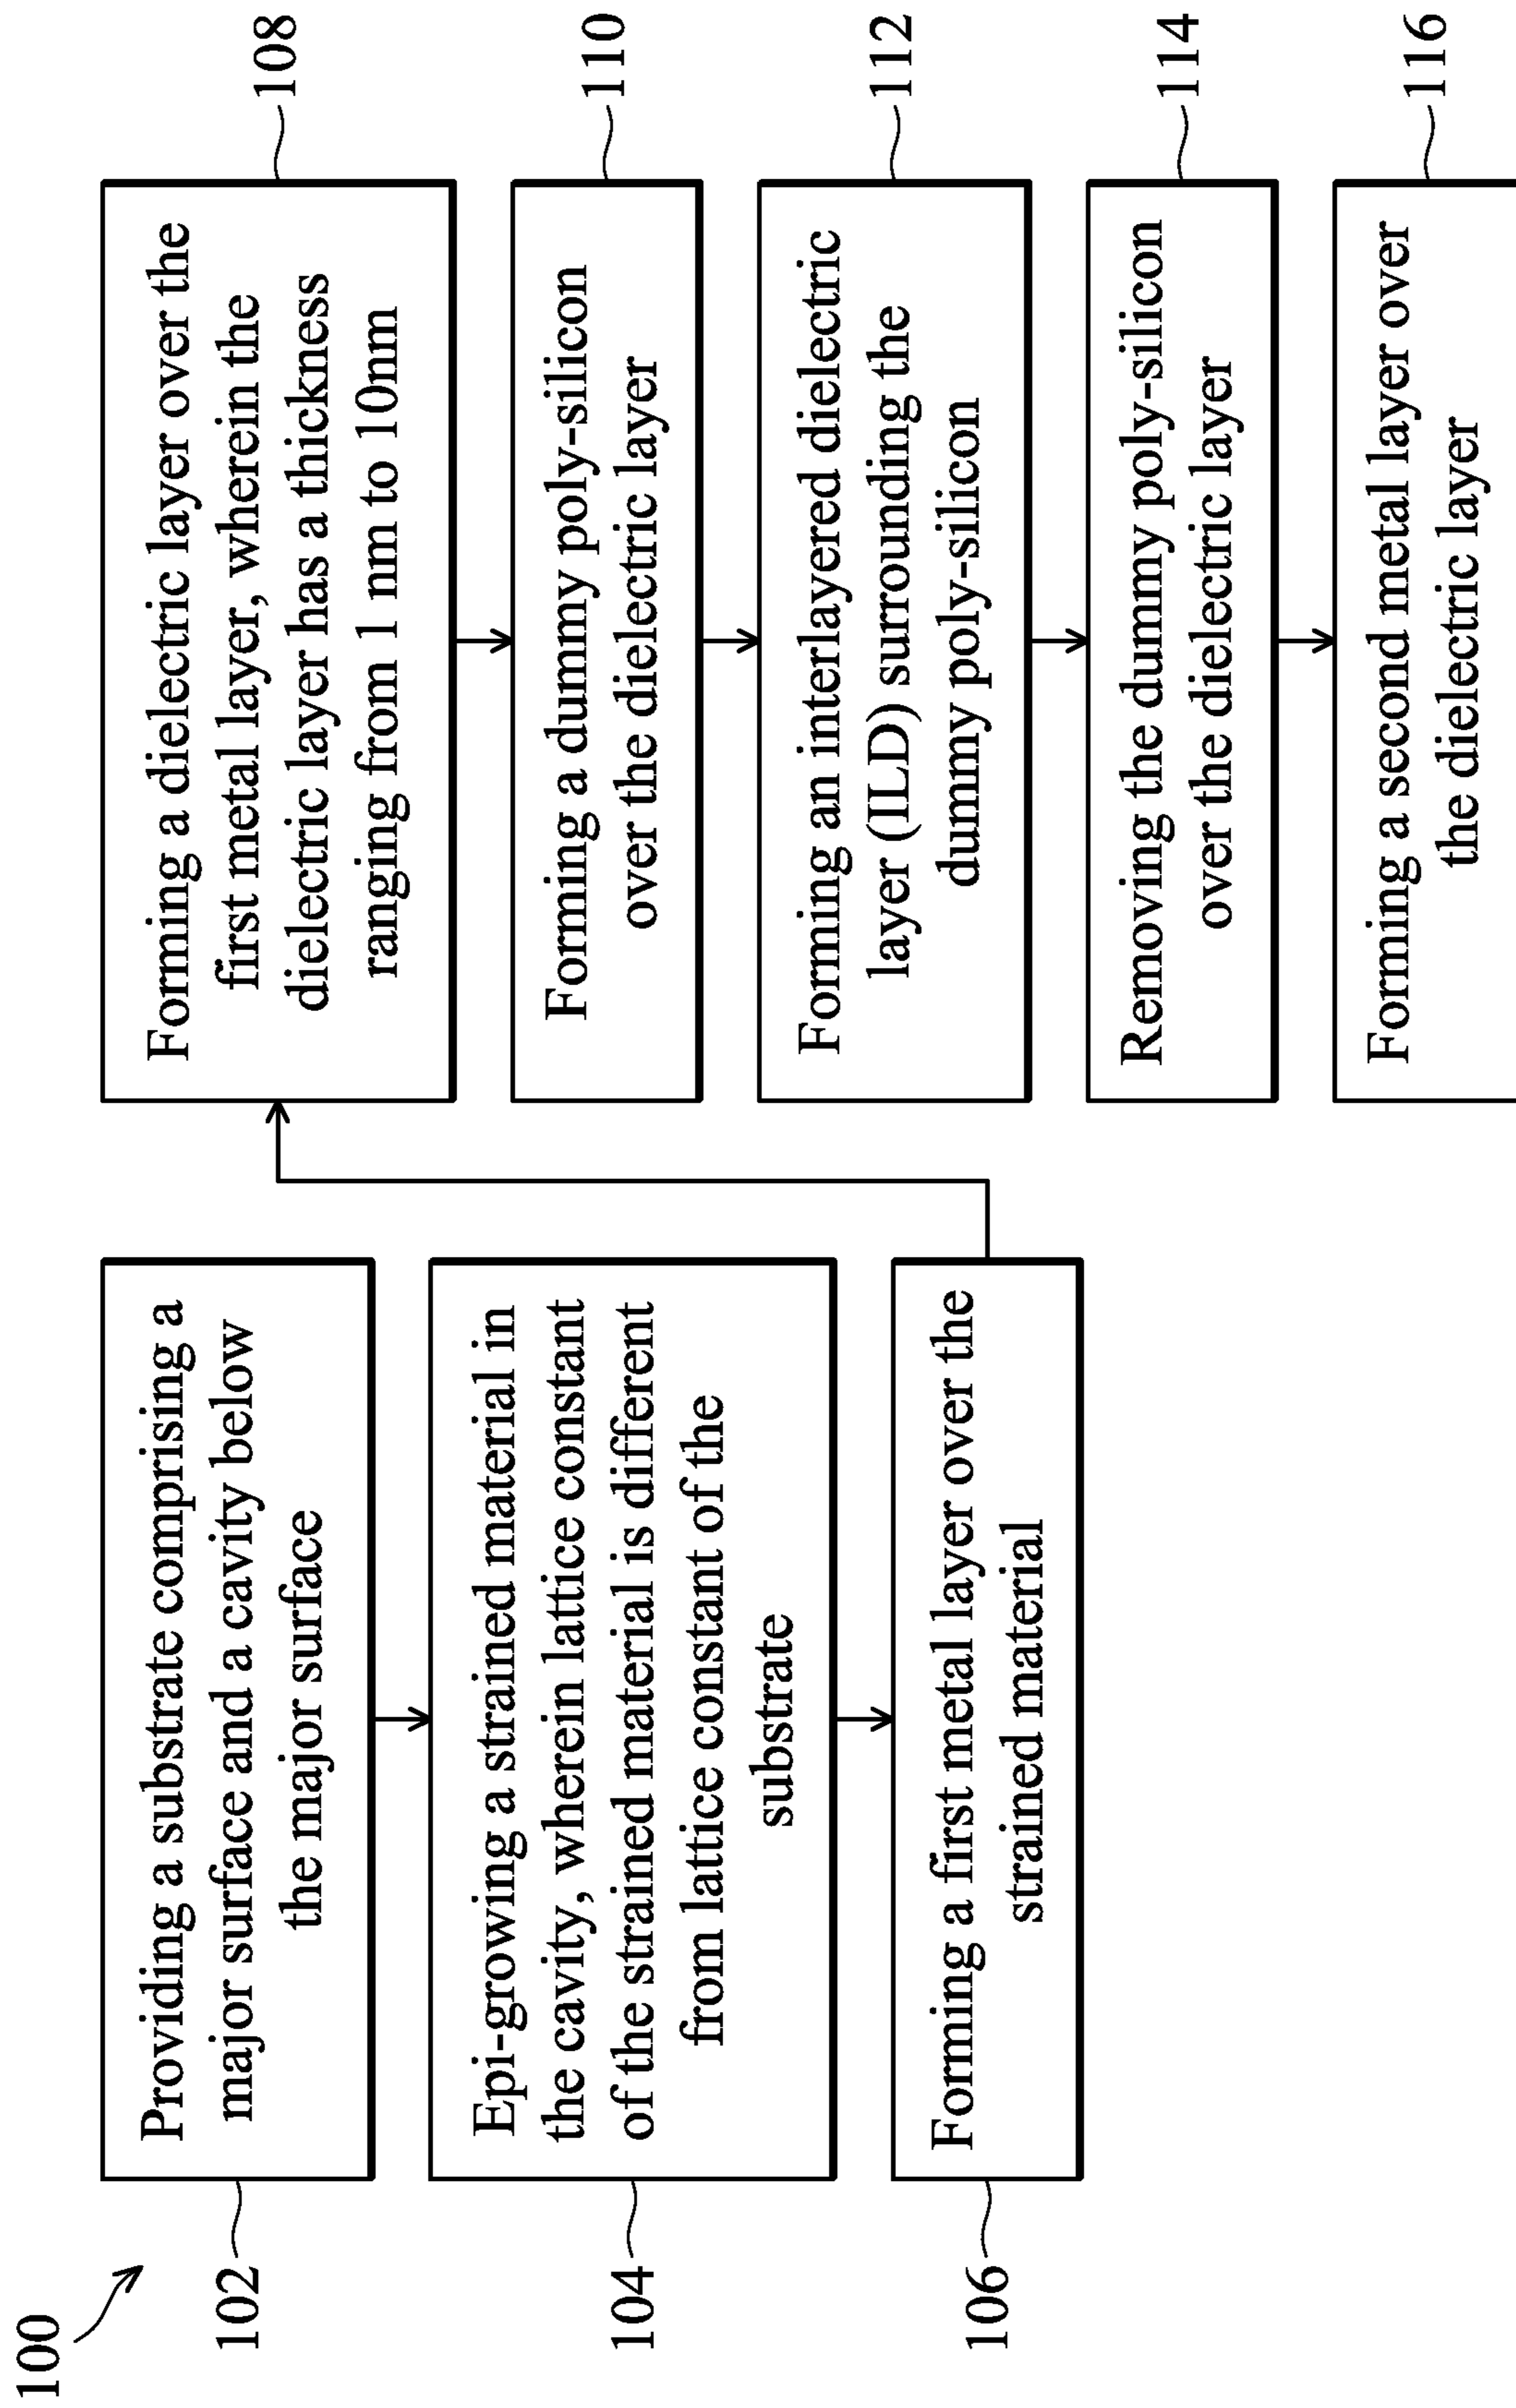 100
102
Providing a substrate comprising a
major surface and a cavity below
the major surface
104
Epi-growing a strained material in
the cavity, wherein lattice constant
of the strained material is different
from lattice constant of the
substrate
106
Forming a first metal layer over the
strained material
Forming a dielectric layer over the
first metal layer, wherein the
dielectric layer has a thickness
ranging from 1 nm to 10nm
108
Forming a dummy poly-silicon
over the dielectric layer
110
Forming an interlayered dielectric
layer (ILD) surrounding the
dummy poly-silicon
112
Removing the dummy poly-silicon
over the dielectric layer
114
Forming a second metal layer over
the dielectric layer
116